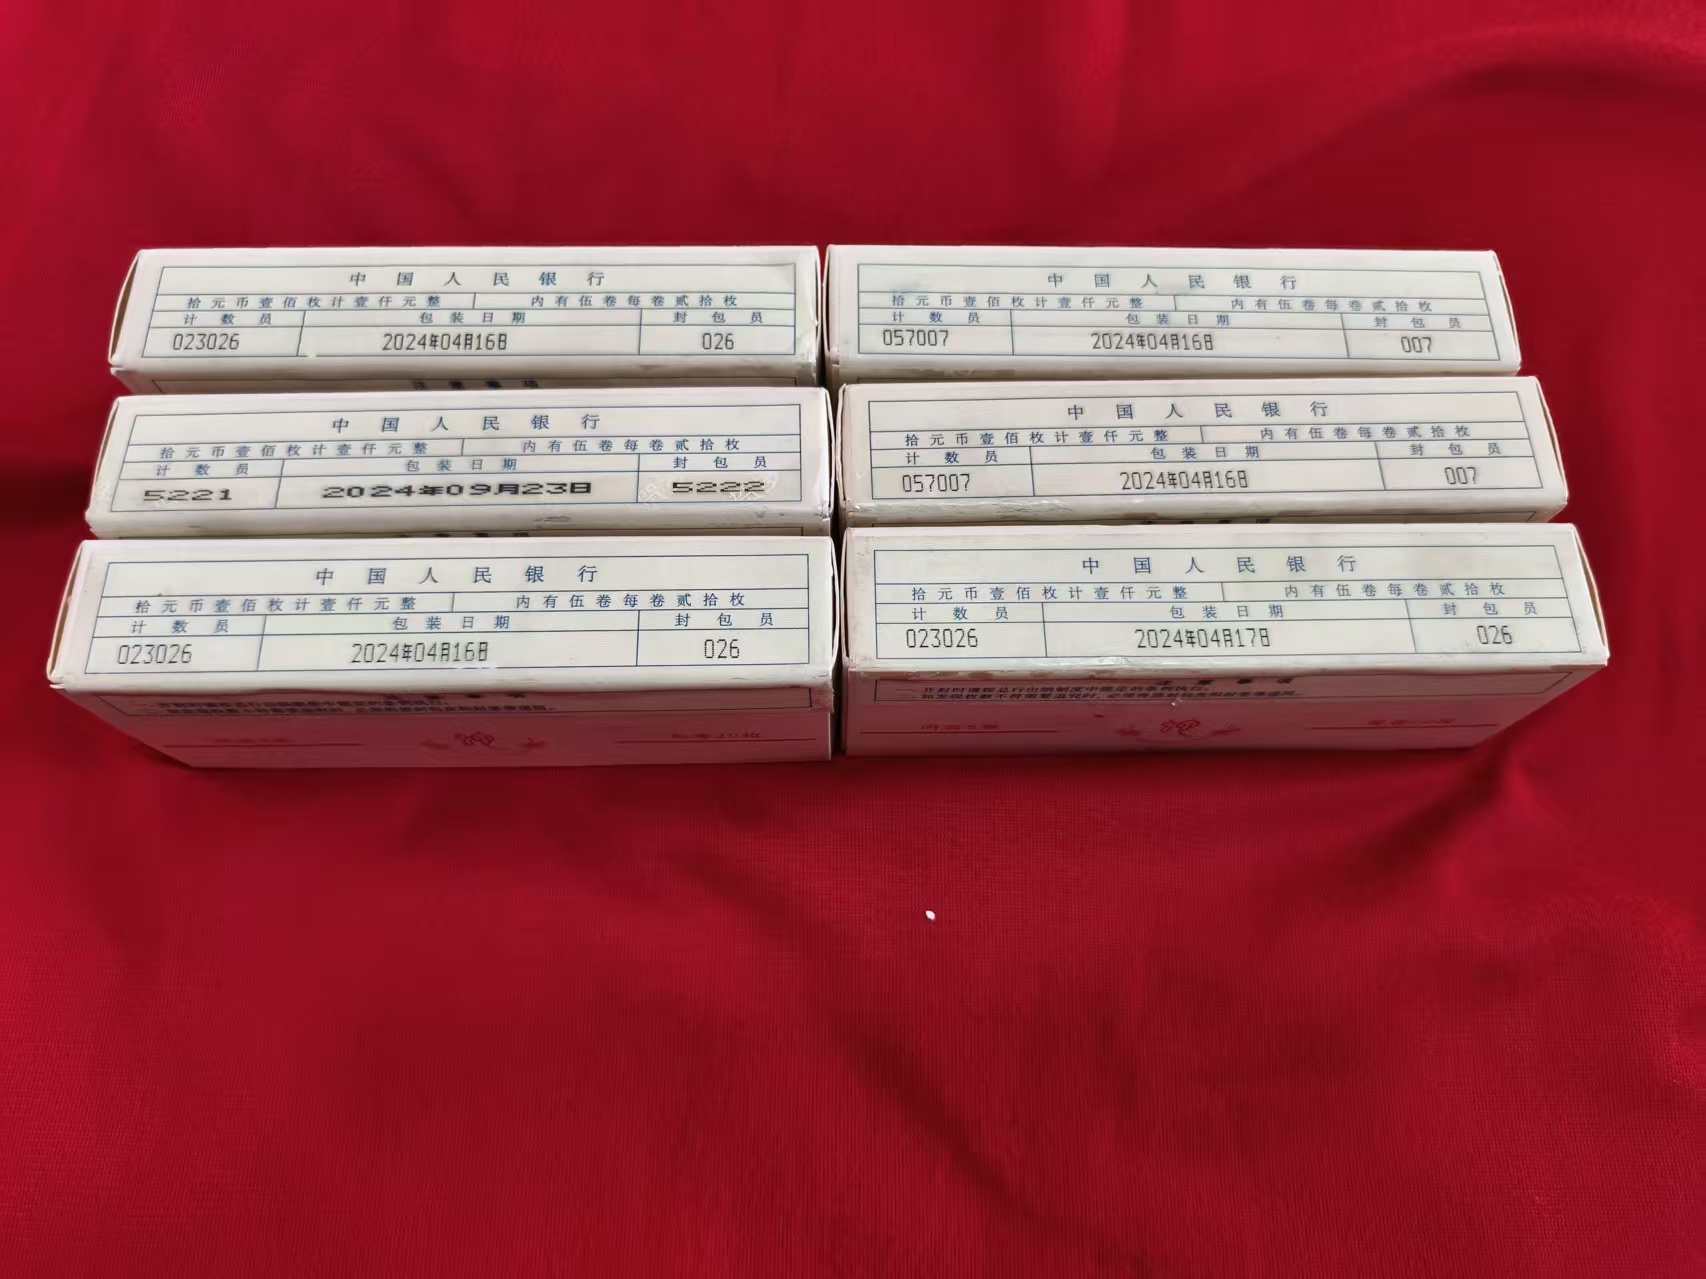 中国人民银行
拾元币壹佰枚计壹仟元整 内有伍卷每卷贰拾枚
计数员 包装日期 封包员
023026 2024年04月16日 026
注意事项
中国人民银行
拾元币壹佰枚计壹仟元整 内有伍卷每卷贰拾枚
计数员 包装日期 封包员
057007 2024年04月16日 007
中国人民银行
拾元币壹佰枚计壹仟元整 内有伍卷每卷贰拾枚
计数员 包装日期 封包员
5221 2024年09月23日 5222
中国人民银行
拾元币壹佰枚计壹仟元整 内有伍卷每卷贰拾枚
计数员 包装日期 封包员
057007 2024年04月16日 007
中国人民银行
拾元币壹佰枚计壹仟元整 内有伍卷每卷贰拾枚
计数员 包装日期 封包员
023026 2024年04月16日 026
注意事项
中国人民银行
拾元币壹佰枚计壹仟元整 内有伍卷每卷贰拾枚
计数员 包装日期 封包员
023026 2024年04月17日 026
注意事项